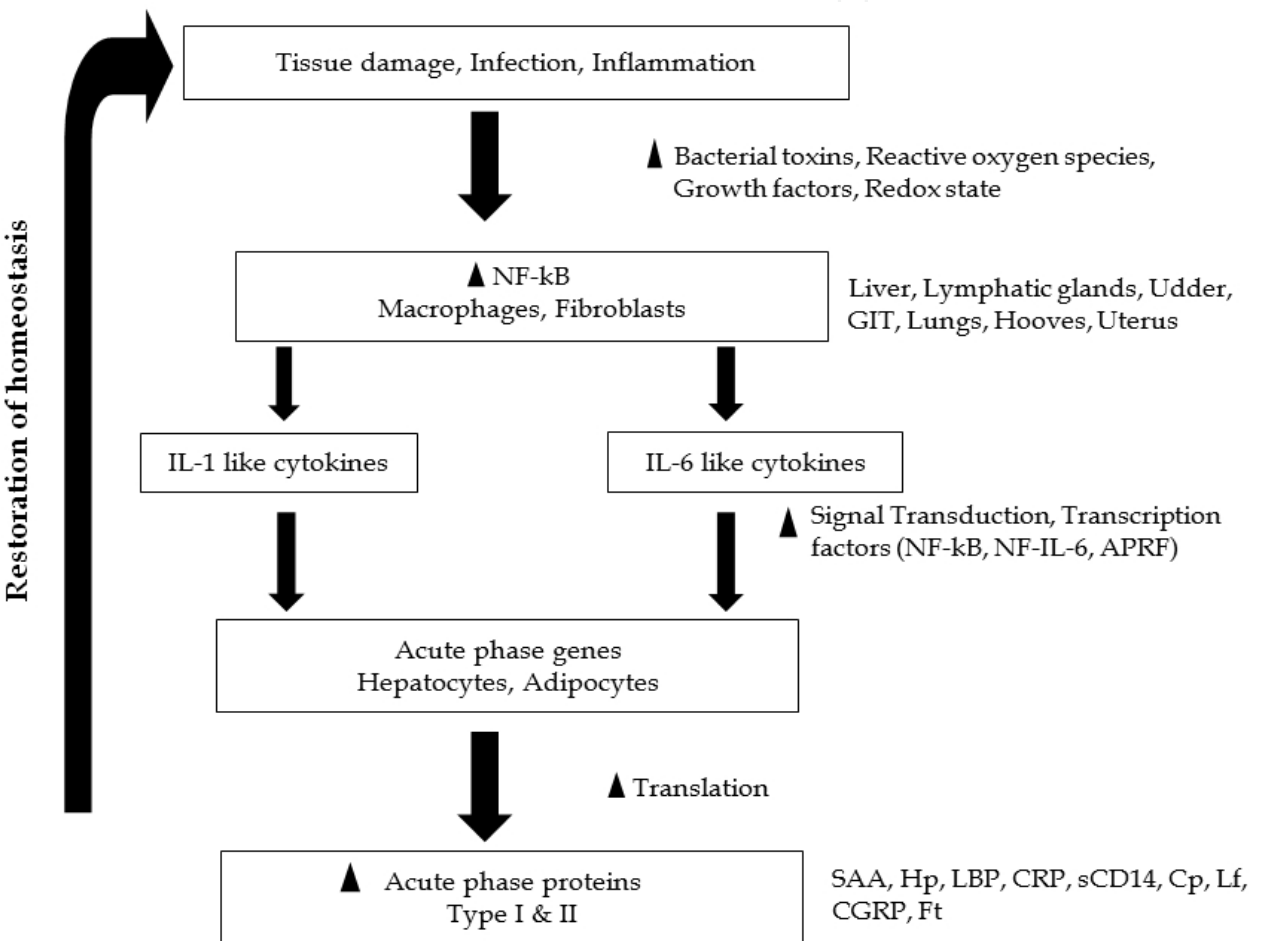 Tissue damage, Infection, Inflammation
▲ Bacterial toxins, Reactive oxygen species,
Growth factors, Redox state
Restoration of homeostasis
▲ NF-kB
Macrophages, Fibroblasts
Liver, Lymphatic glands, Udder,
GIT, Lungs, Hooves, Uterus
IL-1 like cytokines
IL-6 like cytokines
▲ Signal Transduction, Transcription
factors (NF-kB, NF-IL-6, APRF)
Acute phase genes
Hepatocytes, Adipocytes
▲ Translation
▲ Acute phase proteins
Type I & II
SAA, Hp, LBP, CRP, sCD14, Cp, Lf,
CGRP, Ft